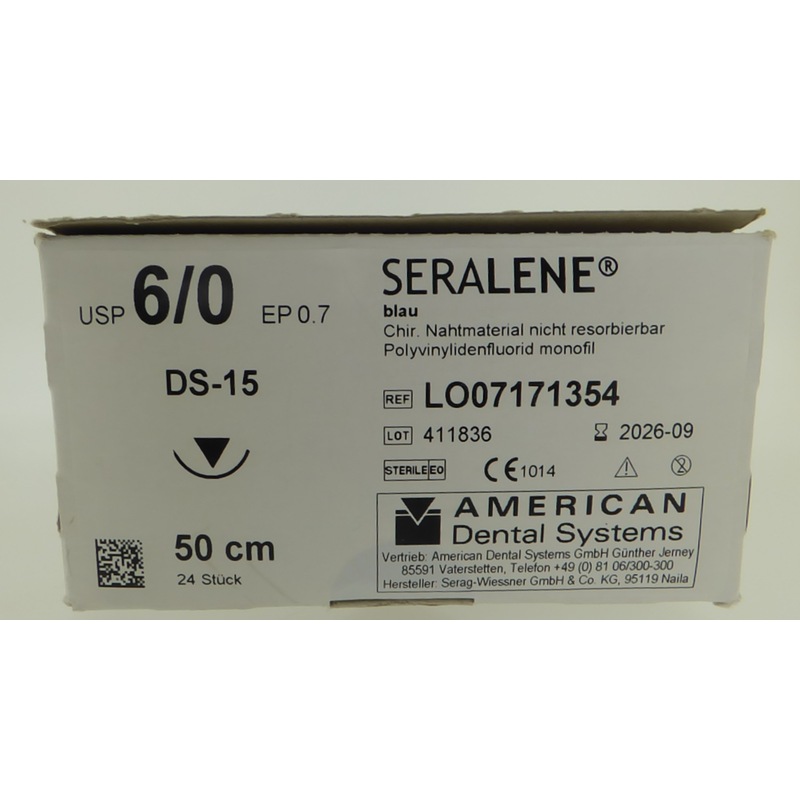 USP 6/0 EP 0.7
DS-15
50 cm
24 Stück
SERALENE®
blau
Chir. Nahtmaterial nicht resorbierbar
Polyvinylidenfluorid monofil
REF LO07171354
LOT 411836 2026-09
STERILE EO CE 1014
AMERICAN
Dental Systems
Vertrieb: American Dental Systems GmbH Günther Jerney
85591 Vaterstetten, Telefon +49 (0) 81 06/300-300
Hersteller: Serag-Wiessner GmbH & Co. KG, 95119 Naila